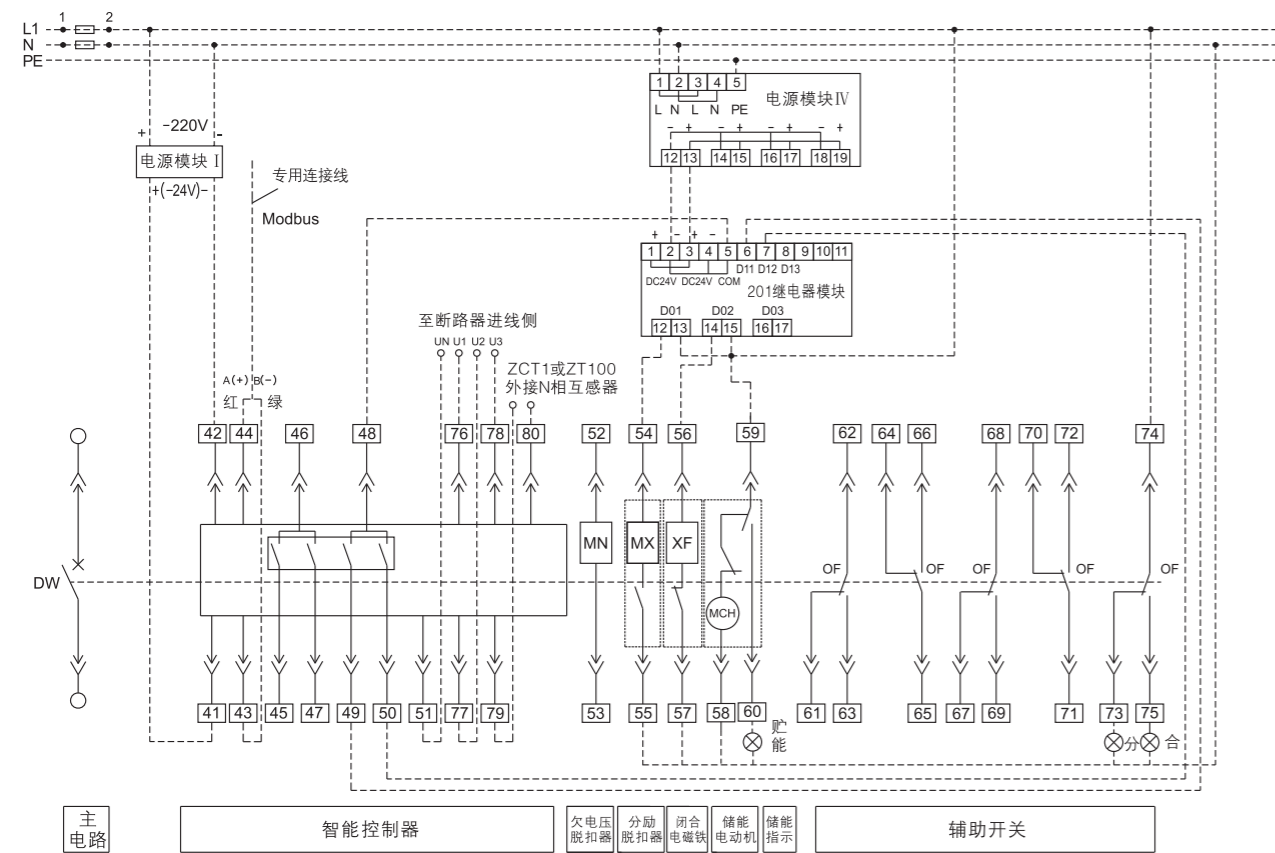 1 2
L1
N
PE
1 2 3 4 5
L N L N PE
电源模块Ⅳ
- + - + - + - +
12 13 14 15 16 17 18 19
+ -220V -
电源模块Ⅰ
+(-24V)-
专用连接线
Modbus
+ - + -
1 2 3 4 5 6 7 8 9 10 11
D11 D12 D13
DC24V DC24V COM
201继电器模块
D01 D02 D03
12 13 14 15 16 17
至断路器进线侧
UN U1 U2 U3
ZCT1或ZT100
外接N相互感器
A(+) B(-)
红 绿
42 44 46 48 76 78 80 52 54 56 59 62 64 66 68 70 72 74
MN MX XF
MCH
DW
OF OF OF OF OF
41 43 45 47 49 50 51 77 79 53 55 57 58 60 61 63 65 67 69 71 73 75
贮
能
分 合
主
电路
智能控制器
欠电压
脱扣器
分励
脱扣器
闭合
电磁铁
储能
电动机
储能
指示
辅助开关